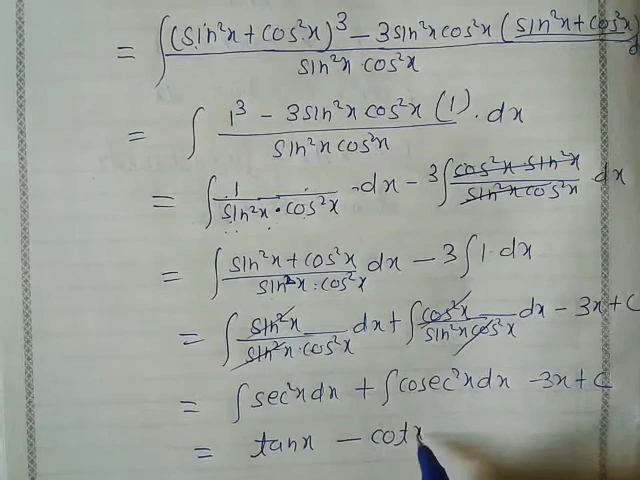 = ∫ (sin²x + cos²x)³ − 3sin²x cos²x (sin²x + cos²x) / sin²x · cos²x
= ∫ 1³ − 3sin²x cos²x (1) / sin²x cos²x . dx
= ∫ 1 / sin²x · cos²x · dx − 3∫ cos²x · sin²x / sin²x cos²x dx
= ∫ sin²x + cos²x / sin²x · cos²x dx − 3 ∫ 1 · dx
= ∫ sin²x / sin²x · cos²x dx + ∫ cos²x / sin²x cos²x dx − 3x + C
= ∫ sec²x dx + ∫ cosec²x dx − 3x + C
= tanx − cotx